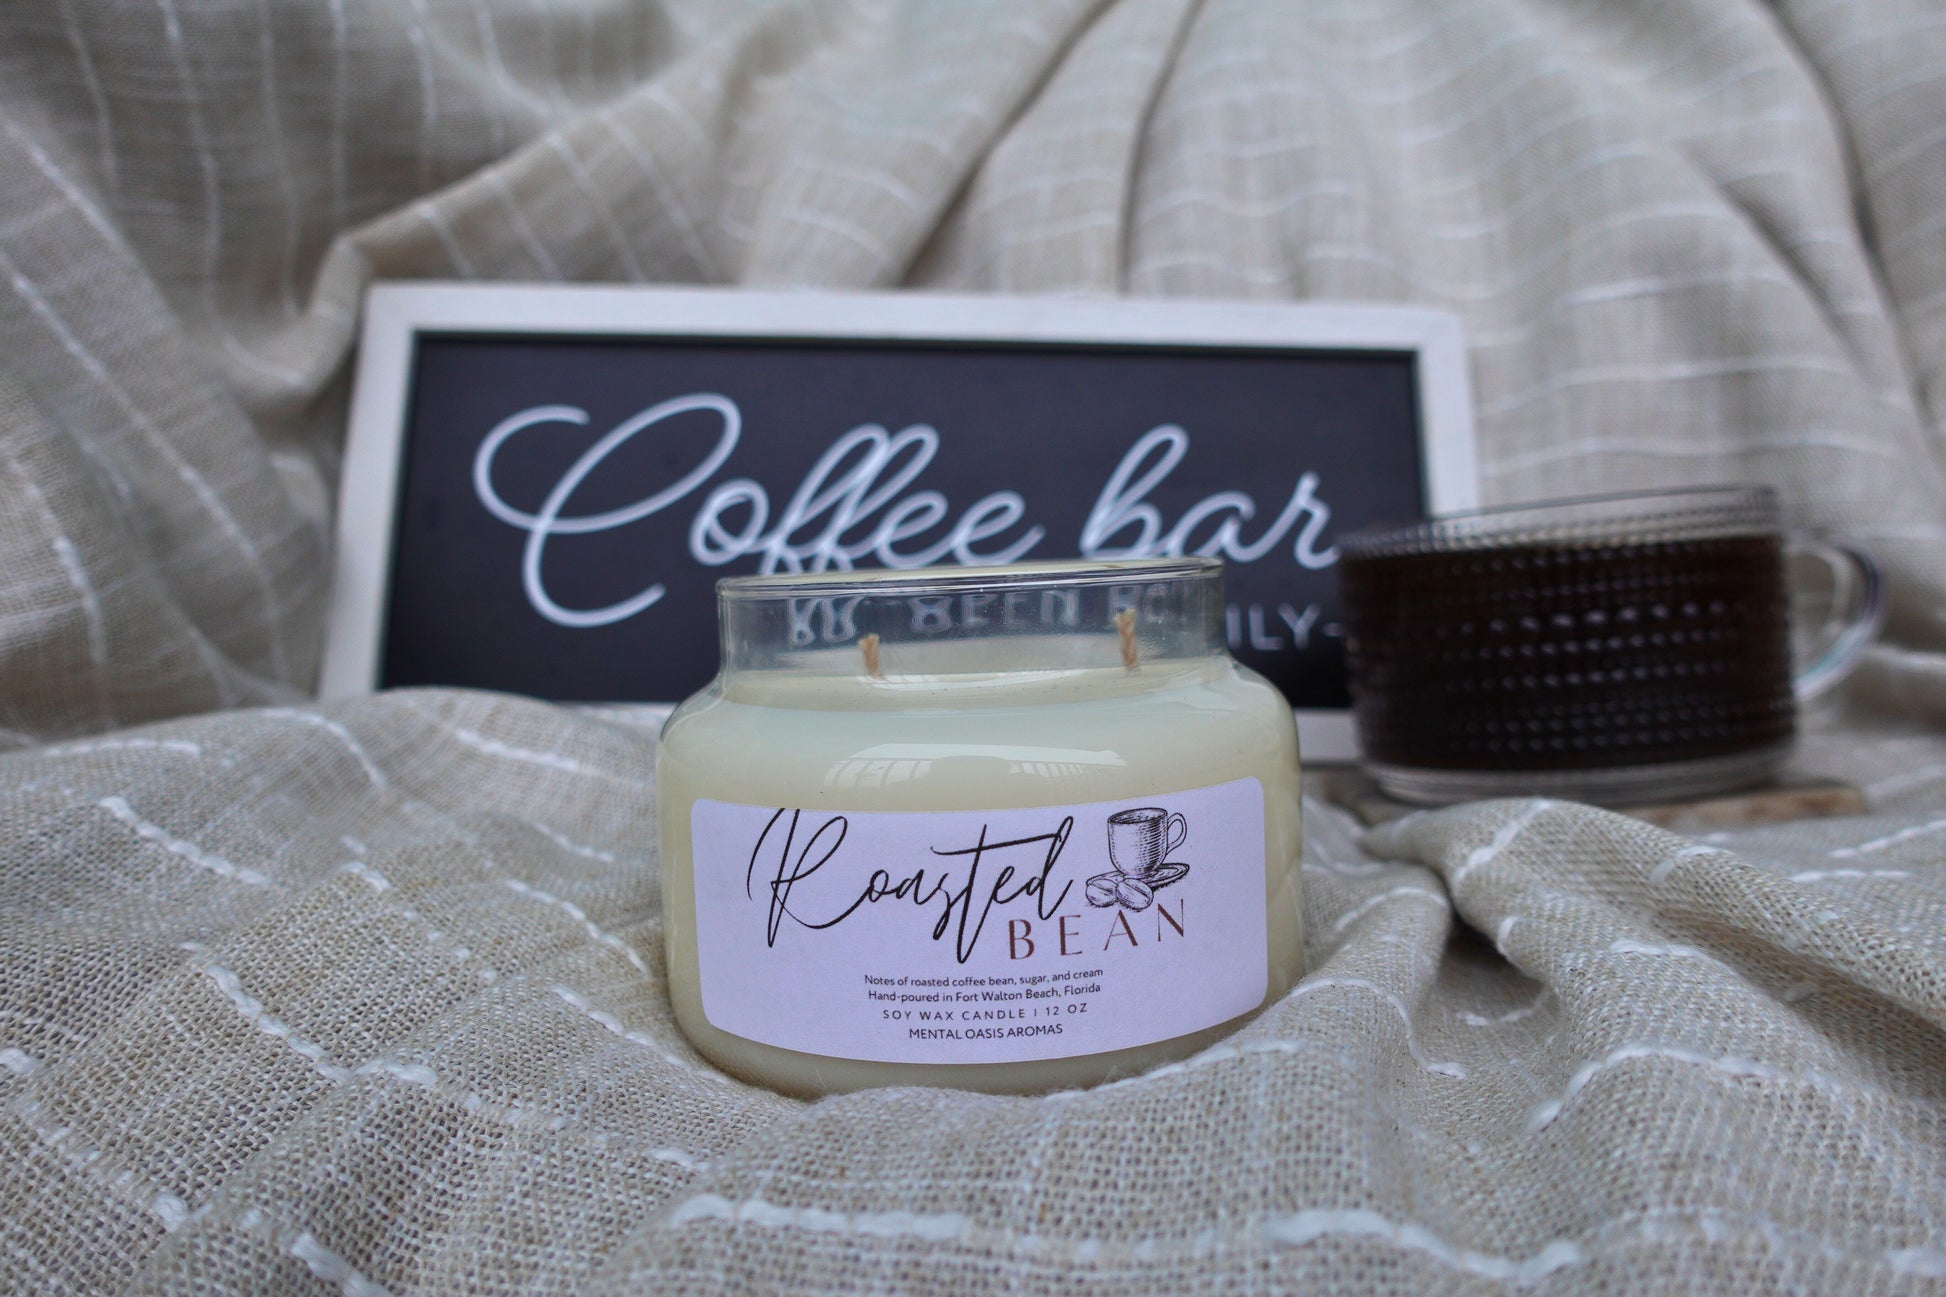 Coffee bar
Roasted
BEAN
Notes of roasted coffee bean, sugar, and cream
Hand-poured in Fort Walton Beach, Florida
SOY WAX CANDLE | 12 OZ
MENTAL OASIS AROMAS